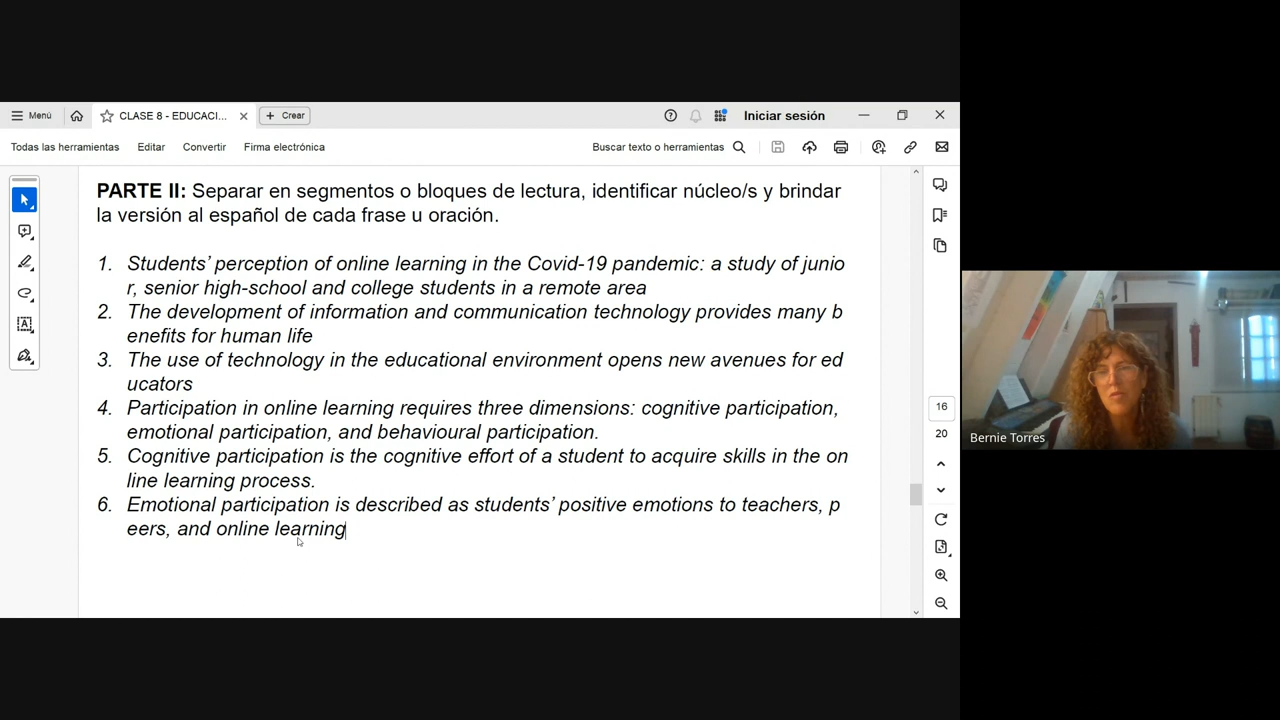 Menú
CLASE 8 - EDUCACI...
Crear
Iniciar sesión
Todas las herramientas
Editar
Convertir
Firma electrónica
Buscar texto o herramientas
PARTE II: Separar en segmentos o bloques de lectura, identificar núcleo/s y brindar
la versión al español de cada frase u oración.
1. Students’ perception of online learning in the Covid-19 pandemic: a study of junio
r, senior high-school and college students in a remote area
2. The development of information and communication technology provides many b
enefits for human life
3. The use of technology in the educational environment opens new avenues for ed
ucators
4. Participation in online learning requires three dimensions: cognitive participation,
emotional participation, and behavioural participation.
5. Cognitive participation is the cognitive effort of a student to acquire skills in the on
line learning process.
6. Emotional participation is described as students’ positive emotions to teachers, p
eers, and online learning
16
20
Bernie Torres